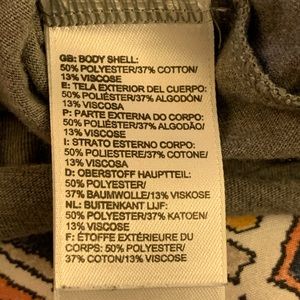 GB: BODY SHELL:
50% POLYESTER/37% COTTON/
13% VISCOSE
E: TELA EXTERIOR DEL CUERPO:
50% POLIÉSTER/37% ALGODÓN/
13% VISCOSA
P: PARTE EXTERNA DO CORPO:
50% POLIÉSTER/37% ALGODÃO/
13% VISCOSE
I: STRATO ESTERNO CORPO:
50% POLIESTERE/37% COTONE/
13% VISCOSA
D: OBERSTOFF HAUPTTEIL:
50% POLYESTER/
37% BAUMWOLLE/13% VISKOSE
NL: BUITENKANT LIJF:
50% POLYESTER/37% KATOEN/
13% VISCOSE
F: ÉTOFFE EXTÉRIEURE DU
CORPS: 50% POLYESTER/
37% COTON/13% VISCOSE